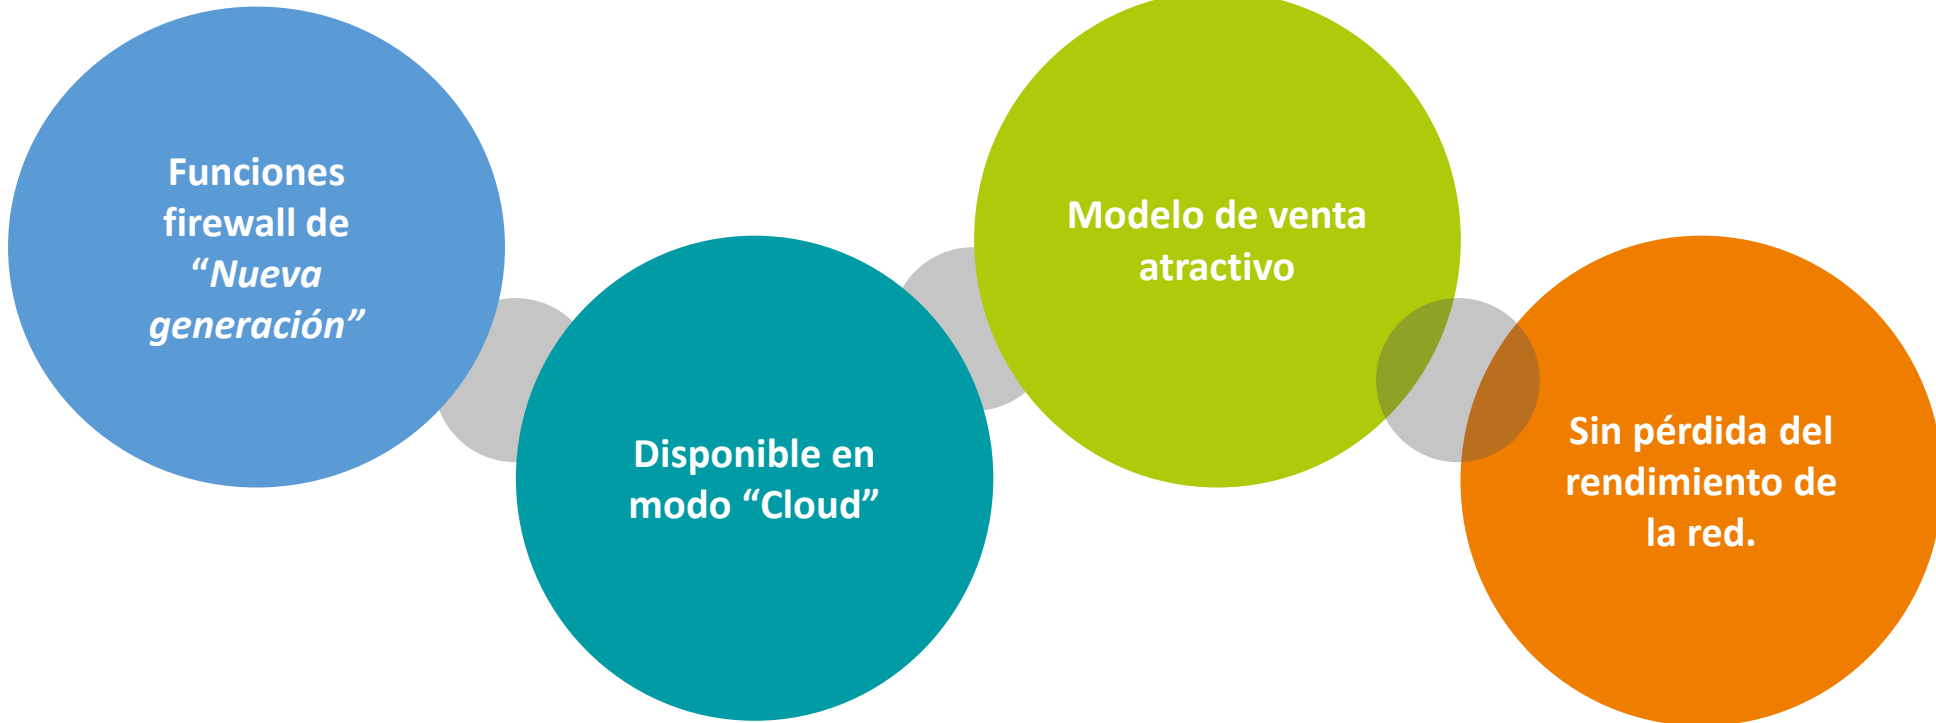 Funciones
firewall de
“Nueva
generación”
Disponible en
modo “Cloud”
Modelo de venta
atractivo
Sin pérdida del
rendimiento de
la red.